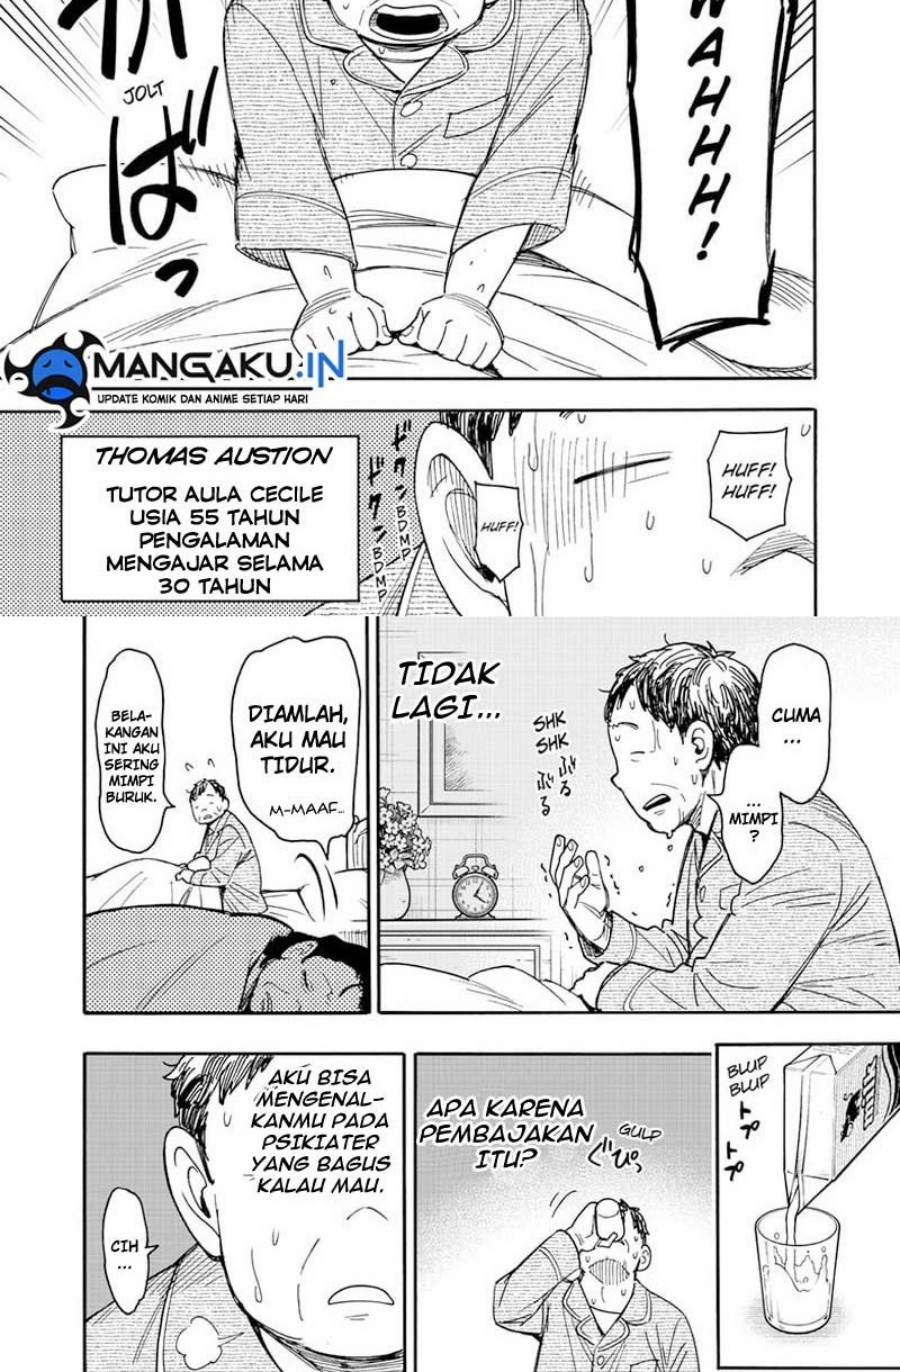 WAHHH!
がばっ
JOLT
MANGAKU.IN
UPDATE KOMIK DAN ANIME SETIAP HARI
HUFF!
HUFF!
HUFF!
ドキン
ドキン
BDMP
BDMP
THOMAS AUSTION
TUTOR AULA CECILE
USIA 55 TAHUN
PENGALAMAN
MENGAJAR SELAMA
30 TAHUN
CUMA
...
...
MIMPI
?
TIDAK
LAGI...
SHK
SHK
ぶる
ぶる
DIAMLAH,
AKU MAU
TIDUR.
M-MAAF...
BELA-
KANGAN
INI AKU
SERING
MIMPI
BURUK.
BLUP
BLUP
トプ
トプ
APA KARENA
PEMBAJAKAN
ITU?
GULP
ぐびっ
AKU BISA
MENGENAL-
KANMU PADA
PSIKIATER
YANG BAGUS
KALAU MAU.
CIH
...